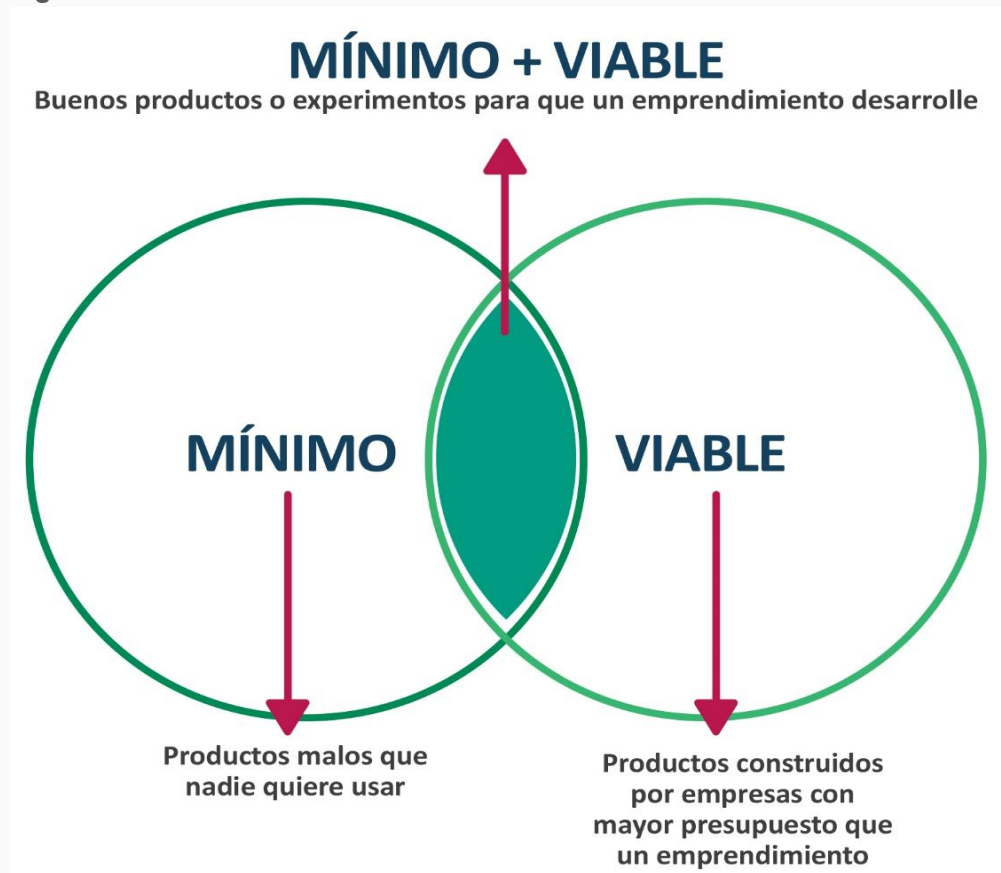 MÍNIMO + VIABLE
Buenos productos o experimentos para que un emprendimiento desarrolle
MÍNIMO
VIABLE
Productos malos que
nadie quiere usar
Productos construidos
por empresas con
mayor presupuesto que
un emprendimiento